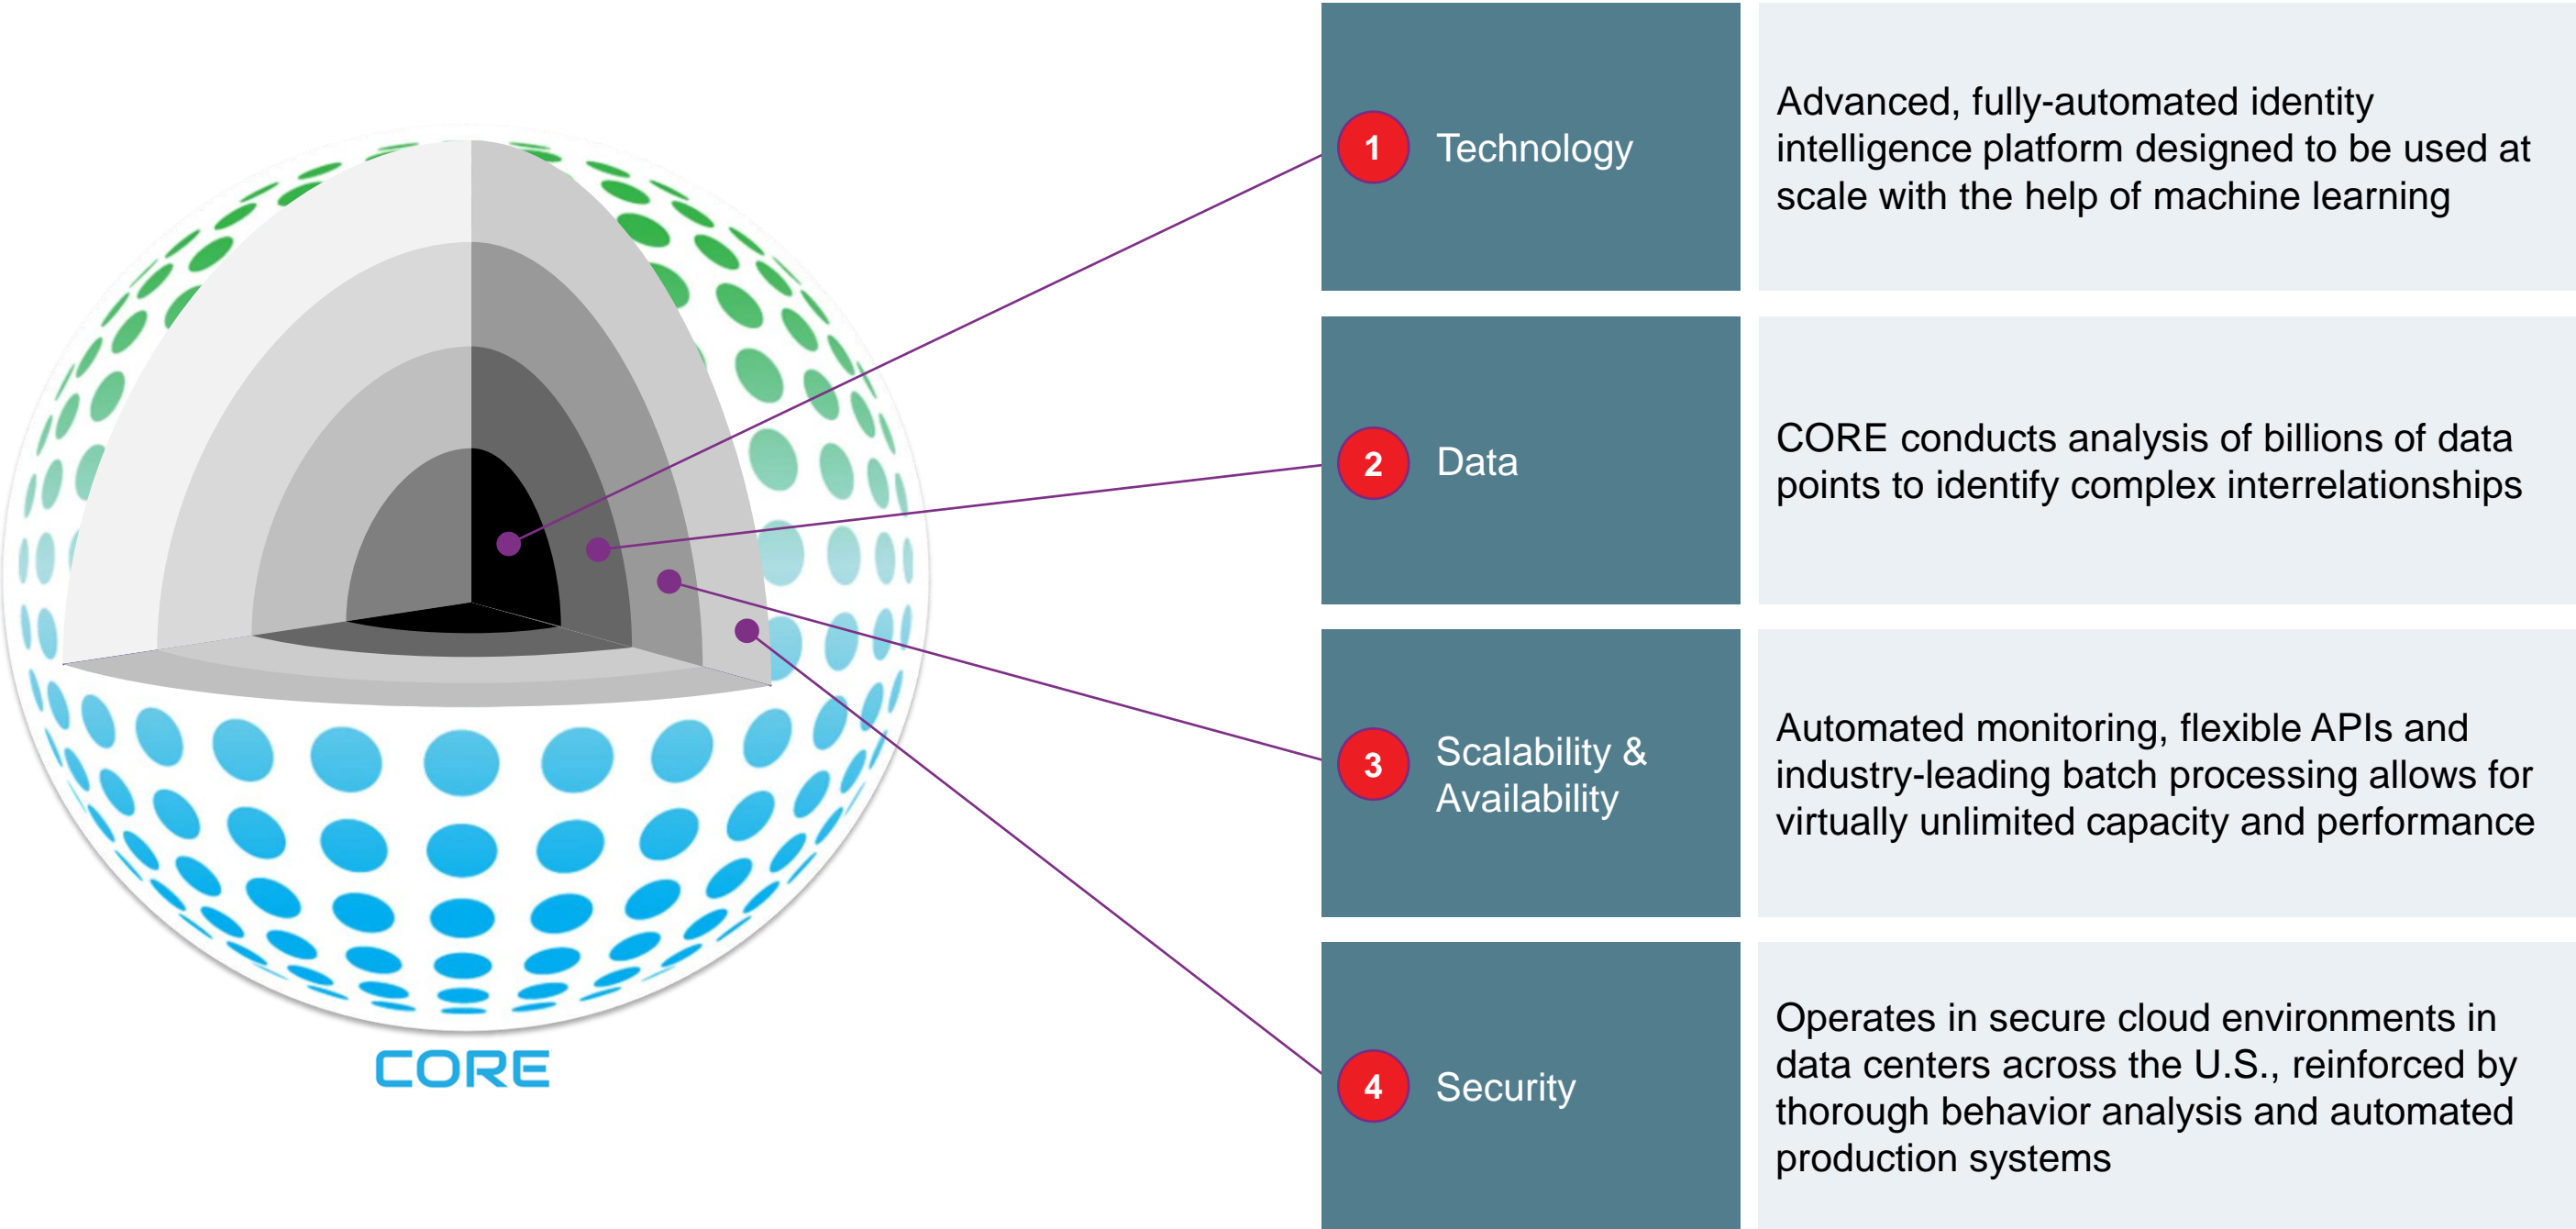 1 Technology
Advanced, fully-automated identity
intelligence platform designed to be used at
scale with the help of machine learning
2 Data
CORE conducts analysis of billions of data
points to identify complex interrelationships
3 Scalability &
Availability
Automated monitoring, flexible APIs and
industry-leading batch processing allows for
virtually unlimited capacity and performance
4 Security
Operates in secure cloud environments in
data centers across the U.S., reinforced by
thorough behavior analysis and automated
production systems
CORE